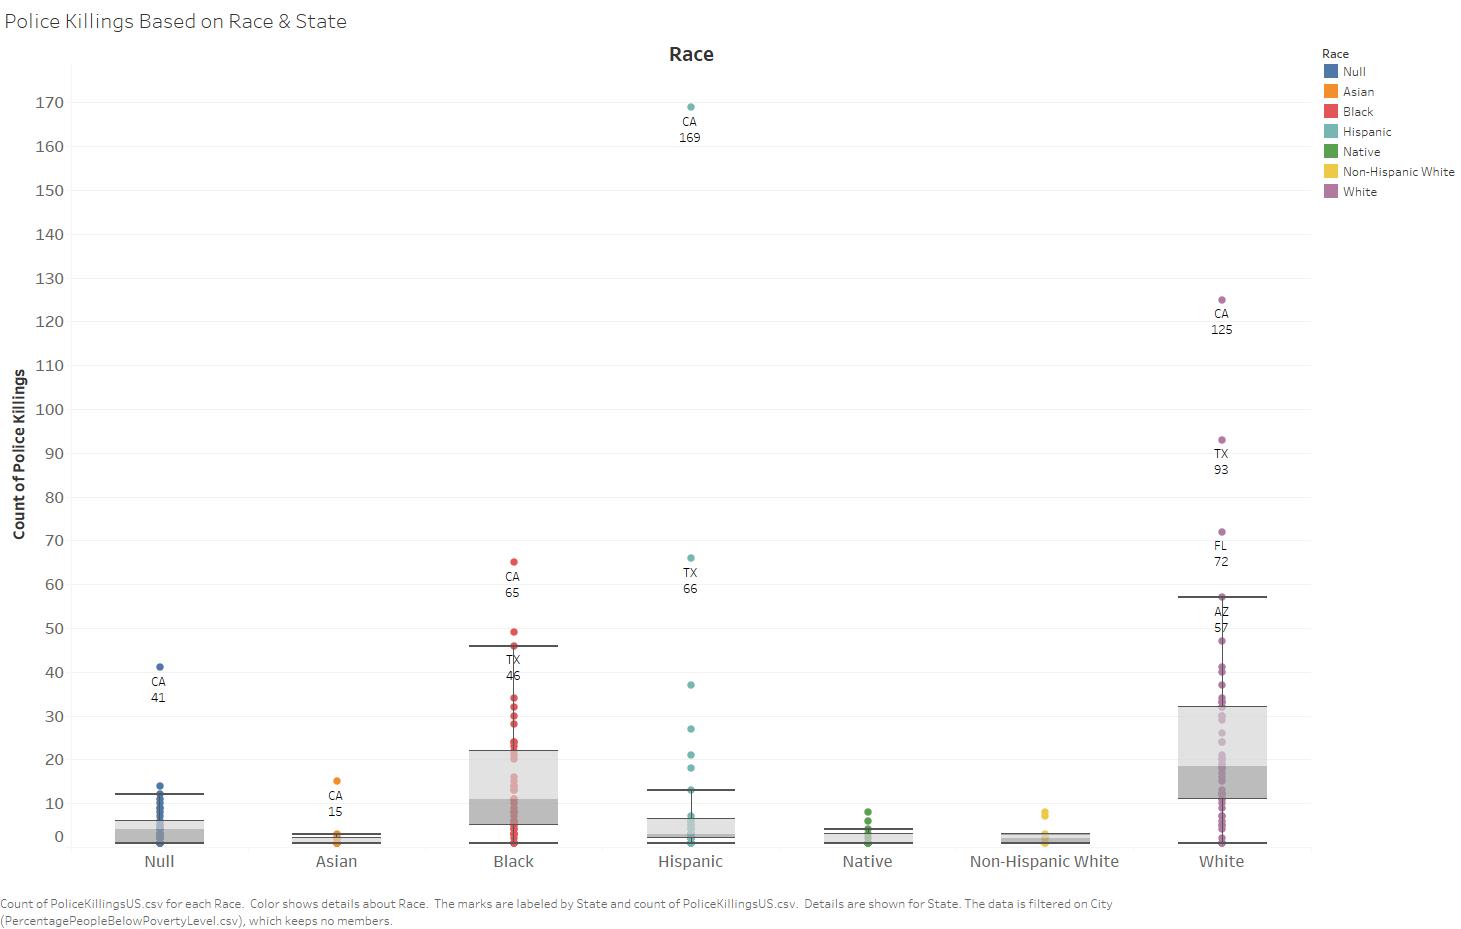 Police Killings Based on Race & State
Race
Race
Null
Asian
Black
Hispanic
Native
Non-Hispanic White
White
Count of Police Killings
170
160
150
140
130
120
110
100
90
80
70
60
50
40
30
20
10
0
CA
41
CA
15
CA
65
TX
46
CA
169
TX
66
CA
125
TX
93
FL
72
AZ
57
Null
Asian
Black
Hispanic
Native
Non-Hispanic White
White
Count of PoliceKillingsUS.csv for each Race. Color shows details about Race. The marks are labeled by State and count of PoliceKillingsUS.csv. Details are shown for State. The data is filtered on City
(PercentagePeopleBelowPovertyLevel.csv), which keeps no members.